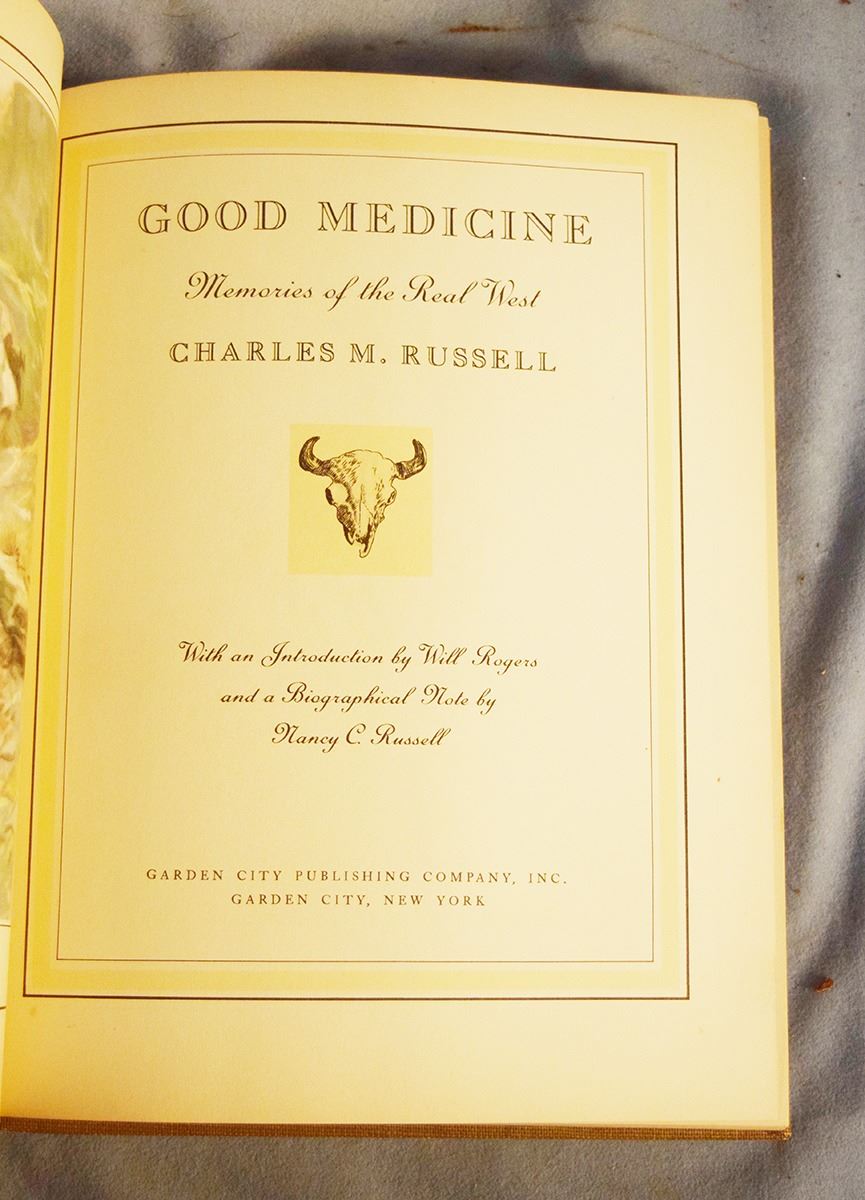 GOOD MEDICINE
Memories of the Real West
CHARLES M. RUSSELL
With an Introduction by Will Rogers
and a Biographical Note by
Nancy C. Russell
GARDEN CITY PUBLISHING COMPANY, INC.
GARDEN CITY, NEW YORK